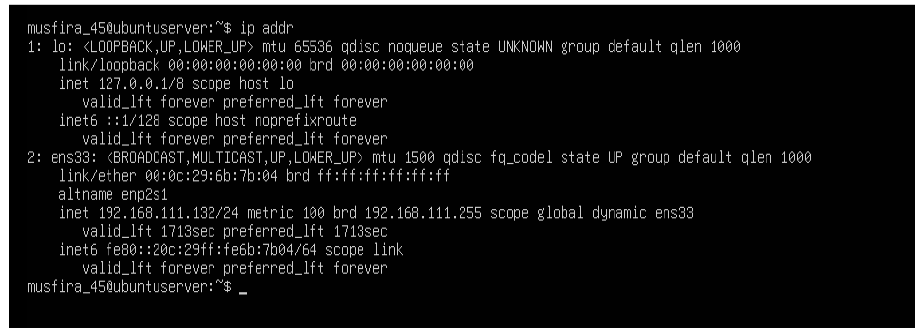 musfira_45@ubuntuserver:~$ ip addr
1: lo: <LOOPBACK,UP,LOWER_UP> mtu 65536 qdisc noqueue state UNKNOWN group default qlen 1000
    link/loopback 00:00:00:00:00:00 brd 00:00:00:00:00:00
    inet 127.0.0.1/8 scope host lo
       valid_lft forever preferred_lft forever
    inet6 ::1/128 scope host noprefixroute
       valid_lft forever preferred_lft forever
2: ens33: <BROADCAST,MULTICAST,UP,LOWER_UP> mtu 1500 qdisc fq_codel state UP group default qlen 1000
    link/ether 00:0c:29:6b:7b:04 brd ff:ff:ff:ff:ff:ff
    altname enp2s1
    inet 192.168.111.132/24 metric 100 brd 192.168.111.255 scope global dynamic ens33
       valid_lft 1713sec preferred_lft 1713sec
    inet6 fe80::20c:29ff:fe6b:7b04/64 scope link
       valid_lft forever preferred_lft forever
musfira_45@ubuntuserver:~$ _